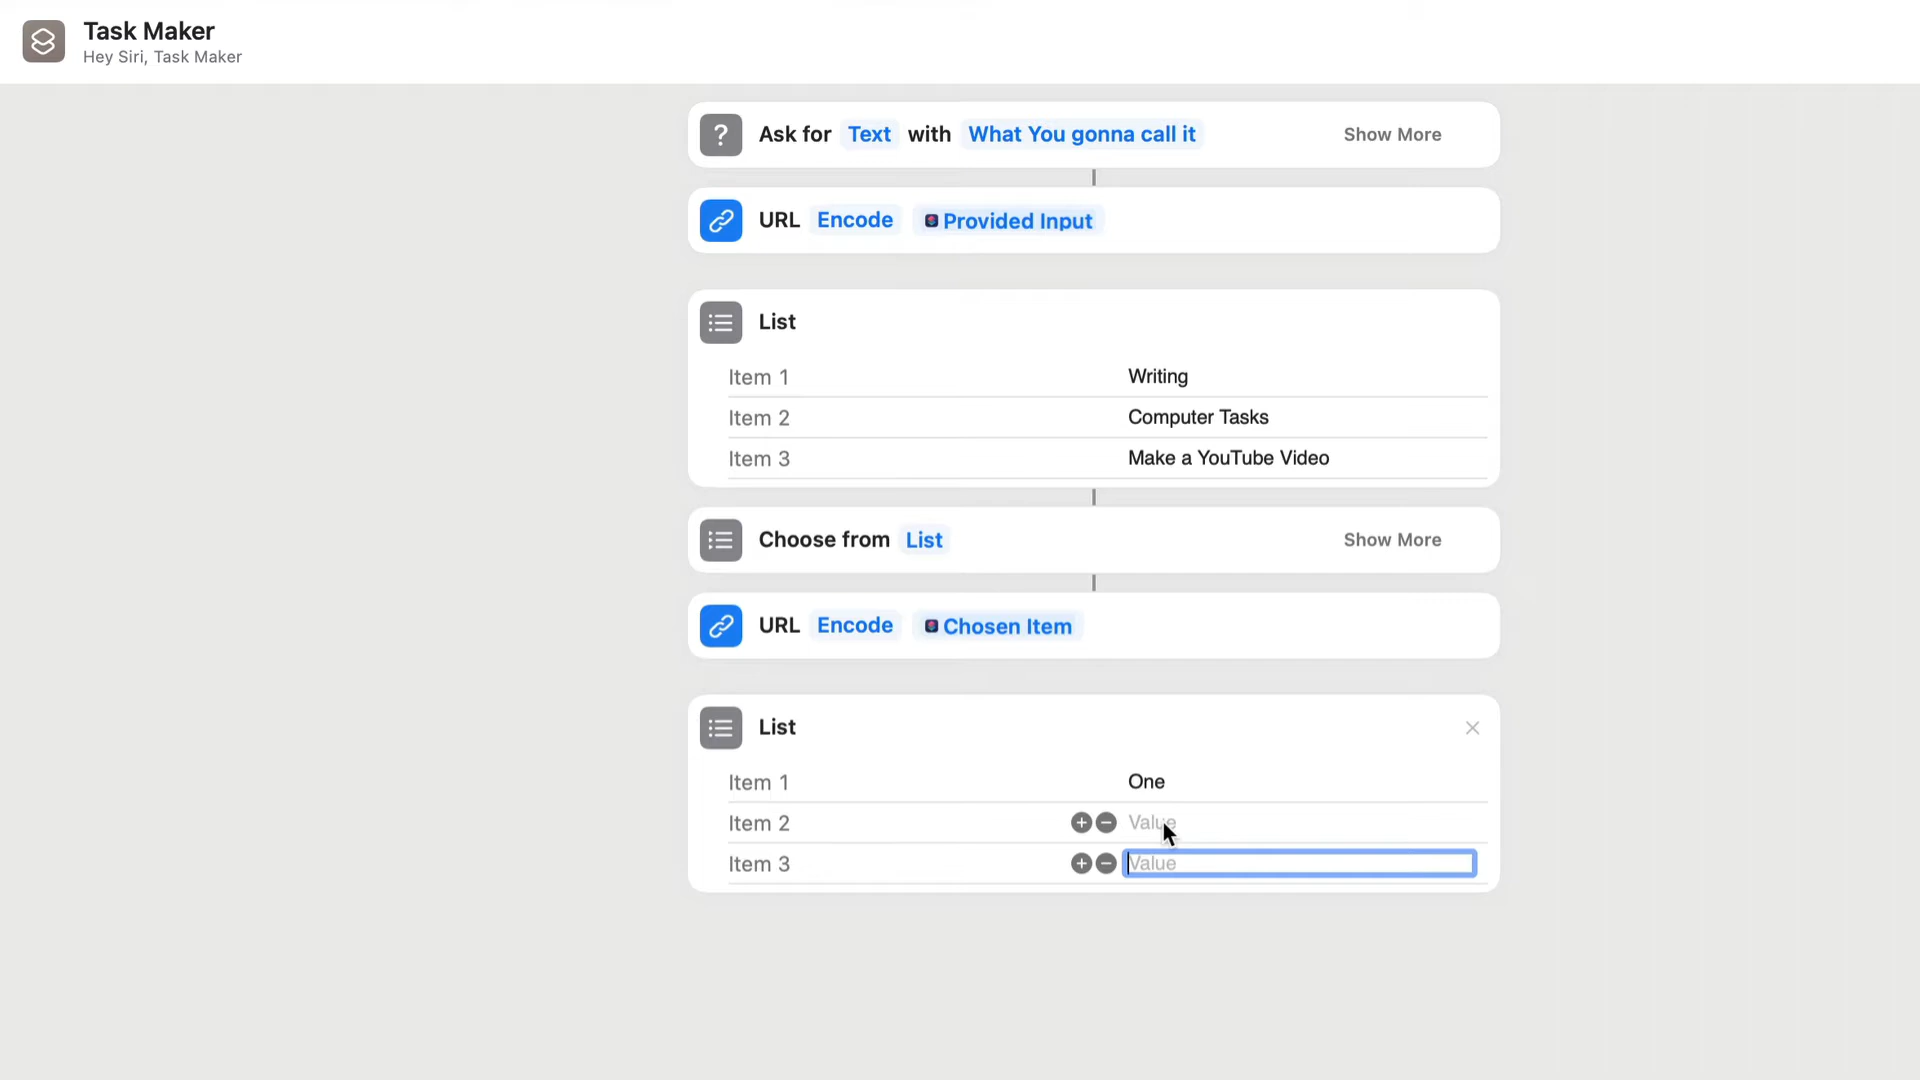 Task Maker
Hey Siri, Task Maker
Ask for Text with What You gonna call it Show More
URL Encode Provided Input
List
Item 1 Writing
Item 2 Computer Tasks
Item 3 Make a YouTube Video
Choose from List Show More
URL Encode Chosen Item
List
Item 1 One
Item 2 Value
Item 3 Value